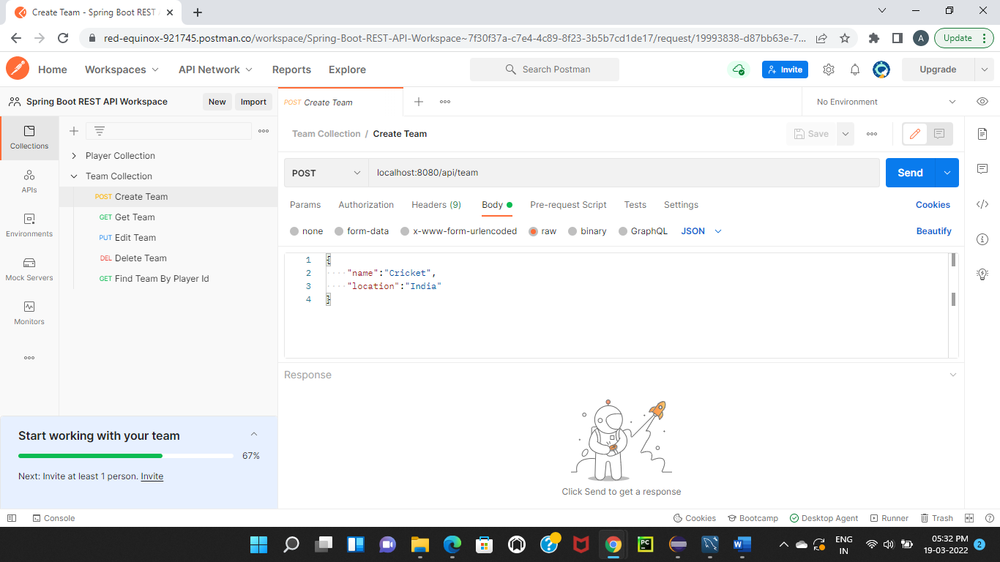 Create Team - Spring Boot REST A
red-equinox-921745.postman.co/workspace/Spring-Boot-REST-API-Workspace~7f30f37a-c7e4-4c89-8f23-3b5b7cd1de17/request/19993838-d87bb63e-7...
A
Update
Home
Workspaces
API Network
Reports
Explore
Search Postman
Invite
Upgrade
Spring Boot REST API Workspace
New
Import
POST Create Team
No Environment
Collections
APIs
Environments
Mock Servers
Monitors
Player Collection
Team Collection
POST Create Team
GET Get Team
PUT Edit Team
DEL Delete Team
GET Find Team By Player Id
Team Collection / Create Team
Save
POST
localhost:8080/api/team
Send
Params
Authorization
Headers (9)
Body
Pre-request Script
Tests
Settings
Cookies
none
form-data
x-www-form-urlencoded
raw
binary
GraphQL
JSON
Beautify
1 {
2 "name":"Cricket",
3 "location":"India"
4 }
Response
Click Send to get a response
Start working with your team
67%
Next: Invite at least 1 person. Invite
Console
Cookies
Bootcamp
Desktop Agent
Runner
Trash
PC
W
ENG
IN
05:32 PM
19-03-2022
2